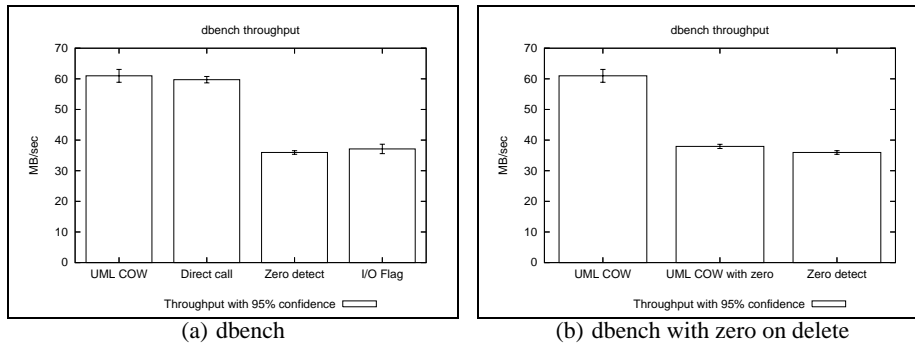 dbench throughput
70
60
50
40
30
20
10
0
MB/sec
UML COW Direct call Zero detect I/O Flag
Throughput with 95% confidence
(a) dbench
dbench throughput
70
60
50
40
30
20
10
0
MB/sec
UML COW UML COW with zero Zero detect
Throughput with 95% confidence
(b) dbench with zero on delete